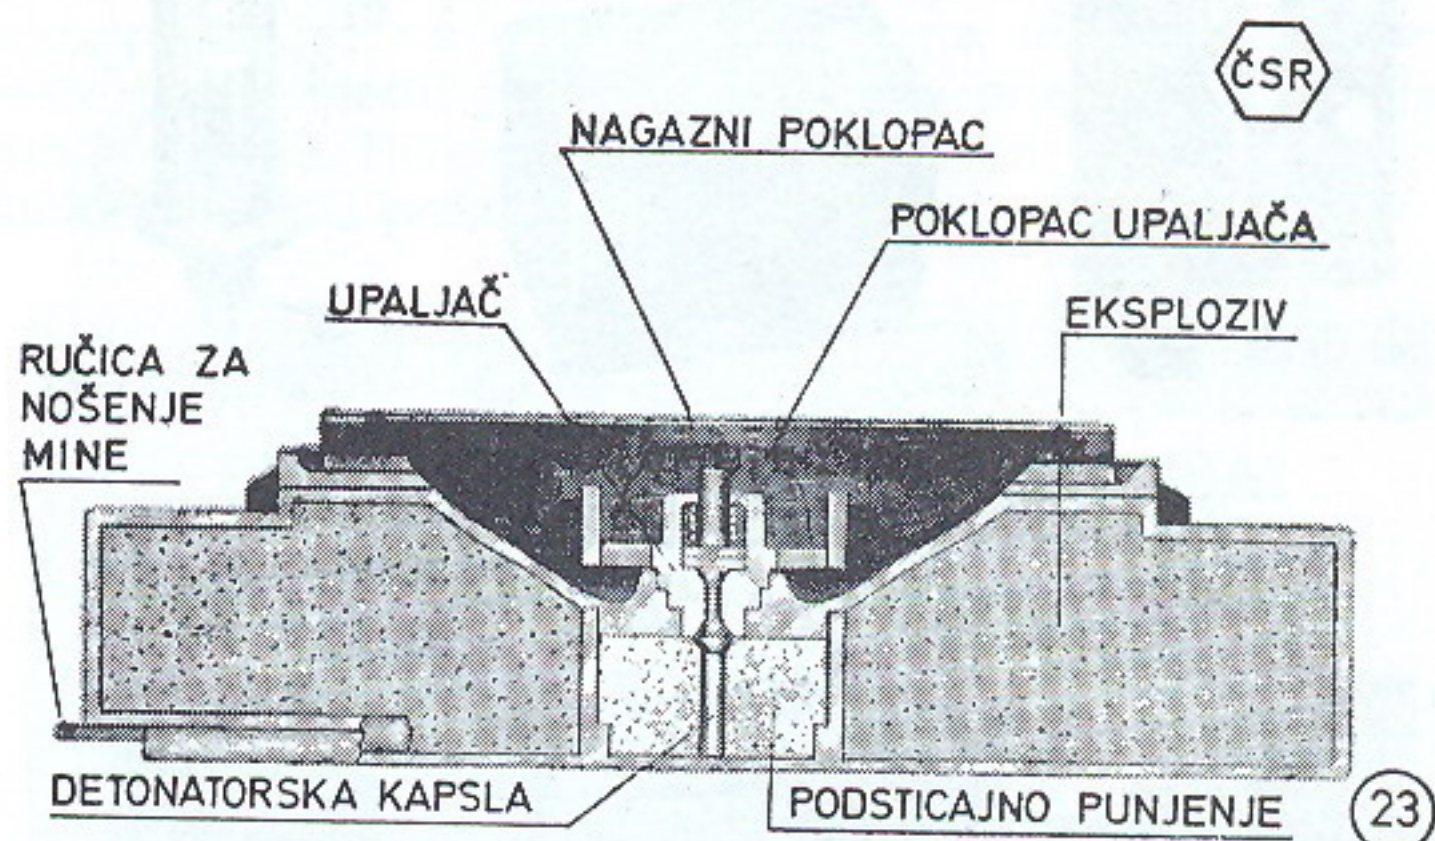 ČSR
NAGAZNI POKLOPAC
POKLOPAC UPALJAČA
UPALJAČ
EKSPLOZIV
RUČICA ZA
NOŠENJE
MINE
DETONATORSKA KAPSLA
PODSTICAJNO PUNJENJE
23